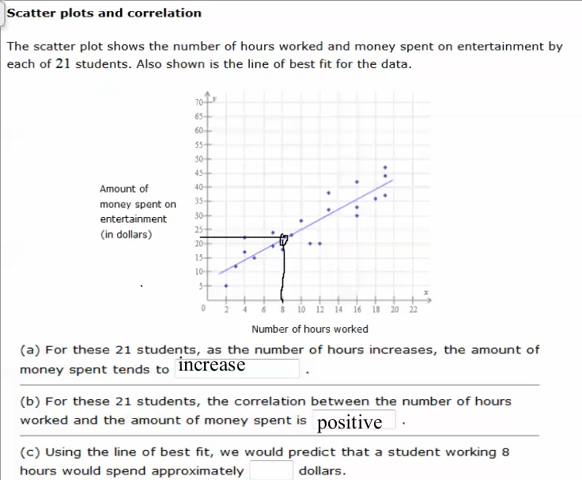 Scatter plots and correlation
The scatter plot shows the number of hours worked and money spent on entertainment by
each of 21 students. Also shown is the line of best fit for the data.
y
70
65
60
55
50
45
40
35
30
25
20
15
10
5
Amount of
money spent on
entertainment
(in dollars)
x
0 2 4 6 8 10 12 14 16 18 20 22
Number of hours worked
(a) For these 21 students, as the number of hours increases, the amount of
money spent tends to increase .
(b) For these 21 students, the correlation between the number of hours
worked and the amount of money spent is positive .
(c) Using the line of best fit, we would predict that a student working 8
hours would spend approximately dollars.